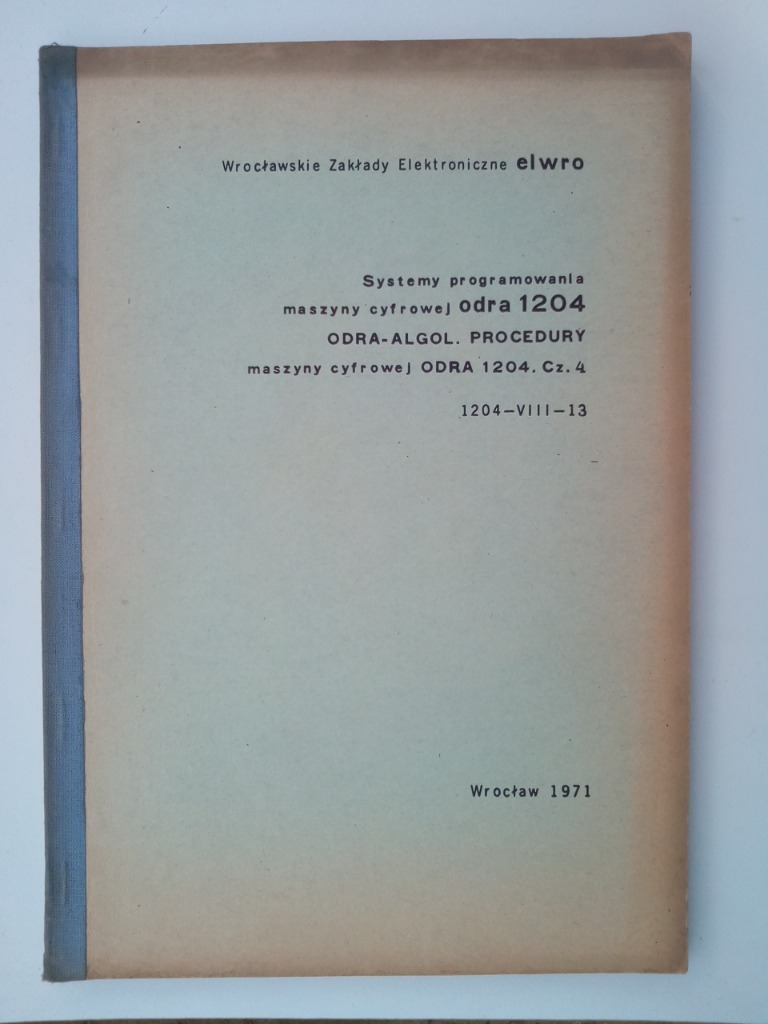 Wrocławskie Zakłady Elektroniczne elwro
Systemy programowania
maszyny cyfrowej odra 1204
ODRA-ALGOL. PROCEDURY
maszyny cyfrowej ODRA 1204. Cz. 4
1204-VIII-13
Wrocław 1971